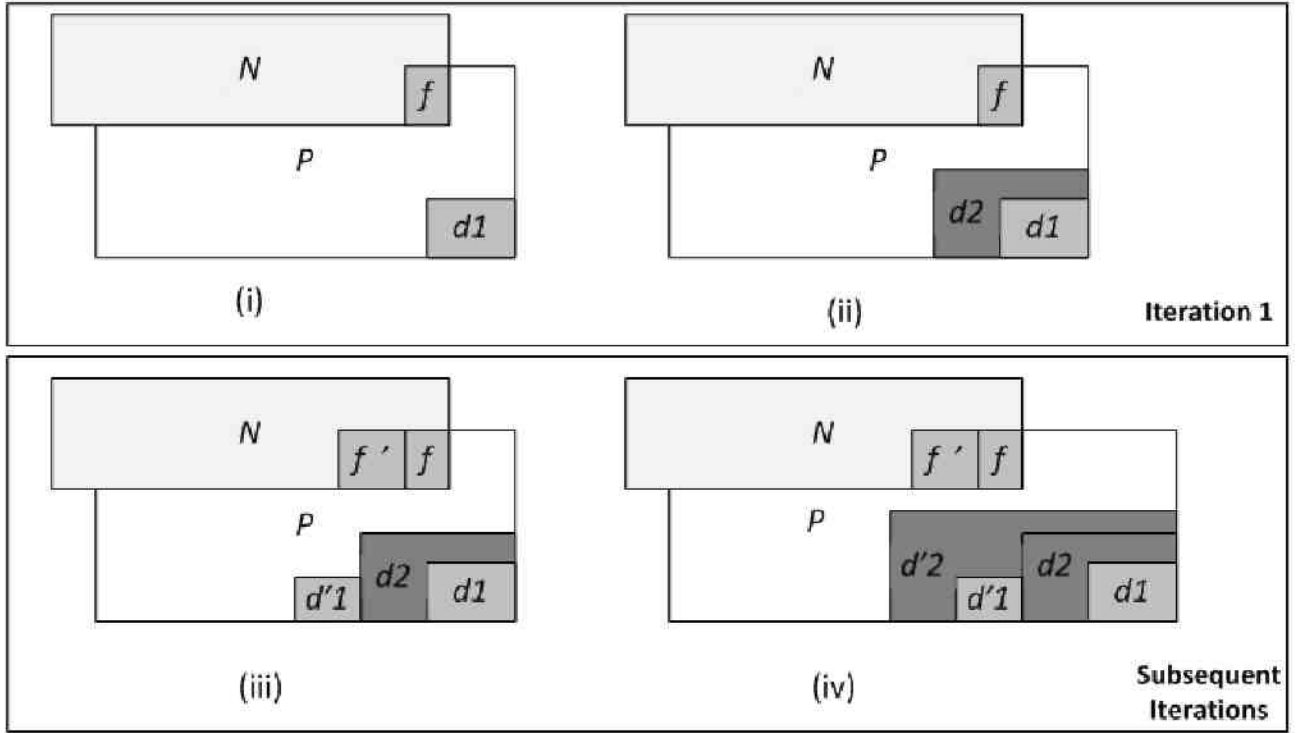 N
f
P
d1
(i)
N
f
P
d2
d1
(ii)
Iteration 1
N
f ′
f
P
d2
d1
d′1
(iii)
N
f ′
f
P
d′2
d2
d′1
d1
(iv)
Subsequent
Iterations